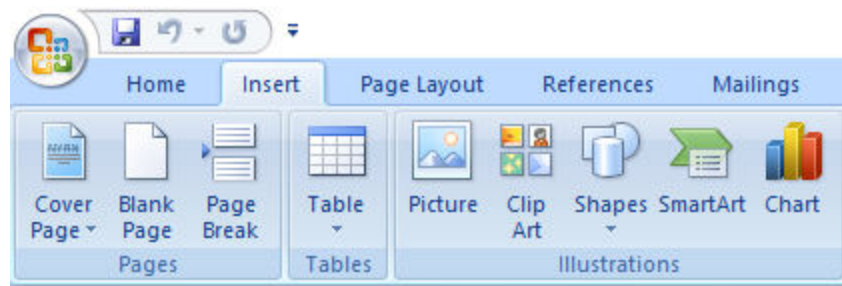 Home Insert Page Layout References Mailings
Cover Page
Blank Page
Page Break
Table
Picture
Clip Art
Shapes
SmartArt
Chart
Pages
Tables
Illustrations